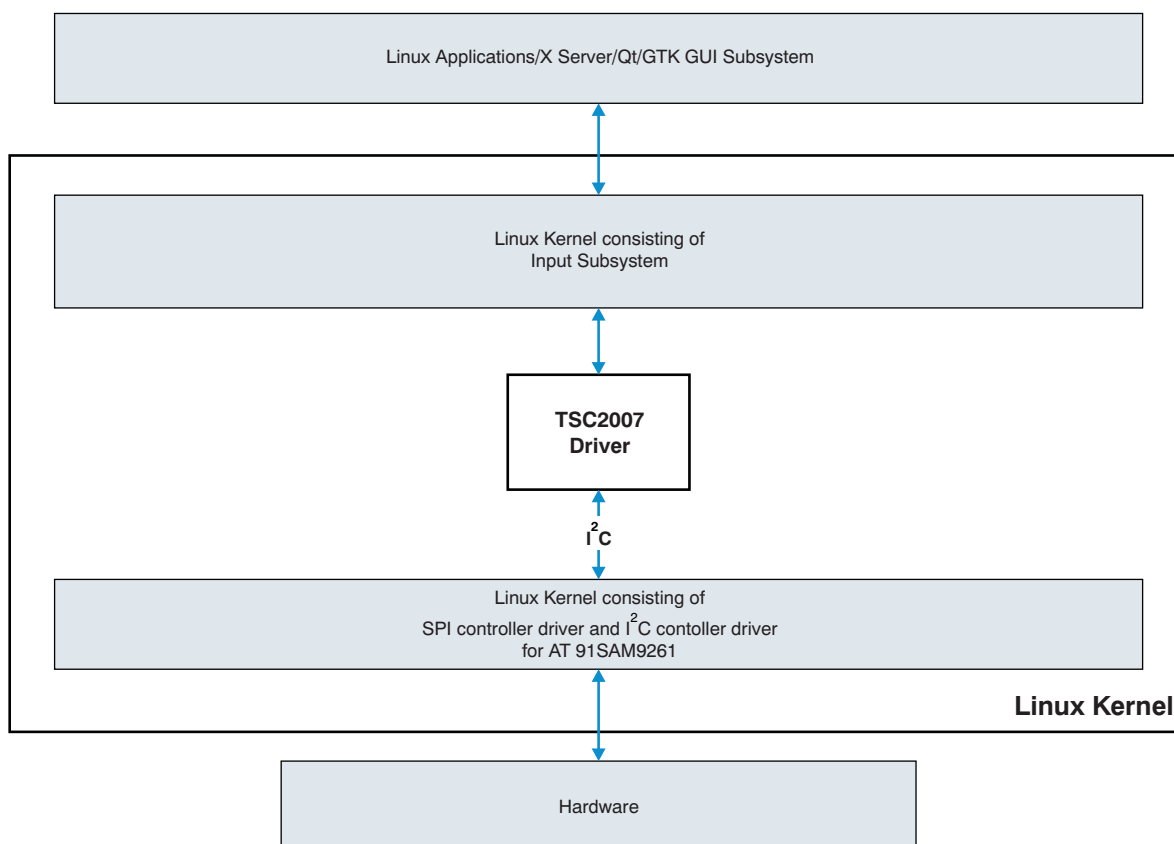 Linux Applications/X Server/Qt/GTK GUI Subsystem
Linux Kernel consisting of
Input Subsystem
TSC2007
Driver
I²C
Linux Kernel consisting of
SPI controller driver and I²C contoller driver
for AT 91SAM9261
Linux Kernel
Hardware